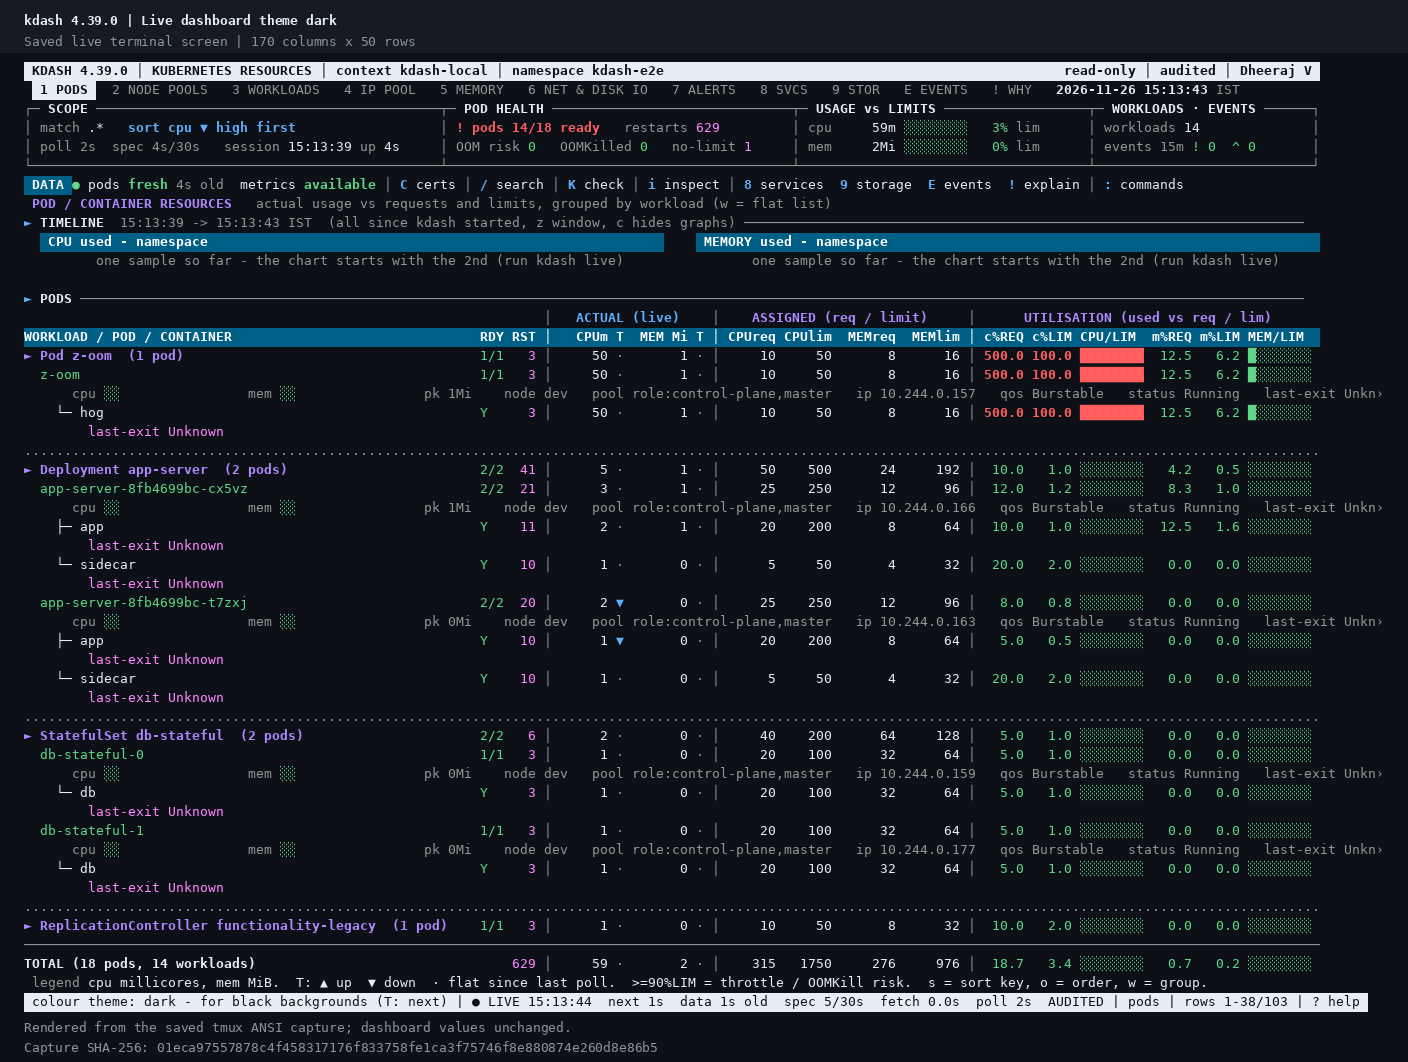 kdash 4.39.0 | Live dashboard theme dark
Saved live terminal screen | 170 columns x 50 rows
KDASH 4.39.0 │ KUBERNETES RESOURCES │ context kdash-local │ namespace kdash-e2e read-only │ audited │ Dheeraj V
1 PODS 2 NODE POOLS 3 WORKLOADS 4 IP POOL 5 MEMORY 6 NET & DISK IO 7 ALERTS 8 SVCS 9 STOR E EVENTS ! WHY 2026-11-26 15:13:43 IST
SCOPE POD HEALTH USAGE vs LIMITS WORKLOADS · EVENTS
match .* sort cpu ▼ high first │ ! pods 14/18 ready restarts 629 │ cpu 59m ░░░░░░░░ 3% lim │ workloads 14
poll 2s spec 4s/30s session 15:13:39 up 4s │ OOM risk 0 OOMKilled 0 no-limit 1 │ mem 2Mi ░░░░░░░░ 0% lim │ events 15m ! 0 ^ 0
DATA ● pods fresh 4s old metrics available │ C certs │ / search │ K check │ i inspect │ 8 services 9 storage E events ! explain │ : commands
POD / CONTAINER RESOURCES actual usage vs requests and limits, grouped by workload (w = flat list)
► TIMELINE 15:13:39 -> 15:13:43 IST (all since kdash started, z window, c hides graphs)
CPU used - namespace MEMORY used - namespace
one sample so far - the chart starts with the 2nd (run kdash live) one sample so far - the chart starts with the 2nd (run kdash live)
► PODS
│ ACTUAL (live) │ ASSIGNED (req / limit) │ UTILISATION (used vs req / lim)
WORKLOAD / POD / CONTAINER RDY RST │ CPUm T MEM Mi T │ CPUreq CPUlim MEMreq MEMlim │ c%REQ c%LIM CPU/LIM m%REQ m%LIM MEM/LIM
► Pod z-oom (1 pod) 1/1 3 │ 50 · 1 · │ 10 50 8 16 │ 500.0 100.0 ████████ 12.5 6.2 █░░░░░░░
z-oom 1/1 3 │ 50 · 1 · │ 10 50 8 16 │ 500.0 100.0 ████████ 12.5 6.2 █░░░░░░░
cpu ░░ mem ░░ pk 1Mi node dev pool role:control-plane,master ip 10.244.0.157 qos Burstable status Running last-exit Unkn›
└─ hog Y 3 │ 50 · 1 · │ 10 50 8 16 │ 500.0 100.0 ████████ 12.5 6.2 █░░░░░░░
last-exit Unknown
► Deployment app-server (2 pods) 2/2 41 │ 5 · 1 · │ 50 500 24 192 │ 10.0 1.0 ░░░░░░░░ 4.2 0.5 ░░░░░░░░
app-server-8fb4699bc-cx5vz 2/2 21 │ 3 · 1 · │ 25 250 12 96 │ 12.0 1.2 ░░░░░░░░ 8.3 1.0 ░░░░░░░░
cpu ░░ mem ░░ pk 1Mi node dev pool role:control-plane,master ip 10.244.0.166 qos Burstable status Running last-exit Unkn›
├─ app Y 11 │ 2 · 1 · │ 20 200 8 64 │ 10.0 1.0 ░░░░░░░░ 12.5 1.6 ░░░░░░░░
last-exit Unknown
└─ sidecar Y 10 │ 1 · 0 · │ 5 50 4 32 │ 20.0 2.0 ░░░░░░░░ 0.0 0.0 ░░░░░░░░
last-exit Unknown
app-server-8fb4699bc-t7zxj 2/2 20 │ 2 ▼ 0 · │ 25 250 12 96 │ 8.0 0.8 ░░░░░░░░ 0.0 0.0 ░░░░░░░░
cpu ░░ mem ░░ pk 0Mi node dev pool role:control-plane,master ip 10.244.0.163 qos Burstable status Running last-exit Unkn›
├─ app Y 10 │ 1 ▼ 0 · │ 20 200 8 64 │ 5.0 0.5 ░░░░░░░░ 0.0 0.0 ░░░░░░░░
last-exit Unknown
└─ sidecar Y 10 │ 1 · 0 · │ 5 50 4 32 │ 20.0 2.0 ░░░░░░░░ 0.0 0.0 ░░░░░░░░
last-exit Unknown
► StatefulSet db-stateful (2 pods) 2/2 6 │ 2 · 0 · │ 40 200 64 128 │ 5.0 1.0 ░░░░░░░░ 0.0 0.0 ░░░░░░░░
db-stateful-0 1/1 3 │ 1 · 0 · │ 20 100 32 64 │ 5.0 1.0 ░░░░░░░░ 0.0 0.0 ░░░░░░░░
cpu ░░ mem ░░ pk 0Mi node dev pool role:control-plane,master ip 10.244.0.159 qos Burstable status Running last-exit Unkn›
└─ db Y 3 │ 1 · 0 · │ 20 100 32 64 │ 5.0 1.0 ░░░░░░░░ 0.0 0.0 ░░░░░░░░
last-exit Unknown
db-stateful-1 1/1 3 │ 1 · 0 · │ 20 100 32 64 │ 5.0 1.0 ░░░░░░░░ 0.0 0.0 ░░░░░░░░
cpu ░░ mem ░░ pk 0Mi node dev pool role:control-plane,master ip 10.244.0.177 qos Burstable status Running last-exit Unkn›
└─ db Y 3 │ 1 · 0 · │ 20 100 32 64 │ 5.0 1.0 ░░░░░░░░ 0.0 0.0 ░░░░░░░░
last-exit Unknown
► ReplicationController functionality-legacy (1 pod) 1/1 3 │ 1 · 0 · │ 10 50 8 32 │ 10.0 2.0 ░░░░░░░░ 0.0 0.0 ░░░░░░░░
TOTAL (18 pods, 14 workloads) 629 │ 59 · 2 · │ 315 1750 276 976 │ 18.7 3.4 ░░░░░░░░ 0.7 0.2 ░░░░░░░░
legend cpu millicores, mem MiB. T: ▲ up ▼ down · flat since last poll. >=90%LIM = throttle / OOMKill risk. s = sort key, o = order, w = group.
colour theme: dark - for black backgrounds (T: next) | ● LIVE 15:13:44 next 1s data 1s old spec 5/30s fetch 0.0s poll 2s AUDITED | pods | rows 1-38/103 | ? help
Rendered from the saved tmux ANSI capture; dashboard values unchanged.
Capture SHA-256: 01eca97557878c4f458317176f833758fe1ca3f75746f8e880874e260d8e86b5